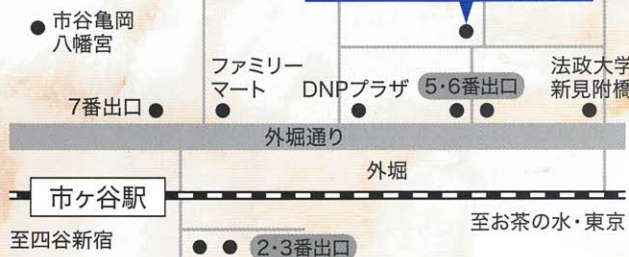 市谷亀岡
八幡宮
ファミリー
マート
DNPプラザ
5・6番出口
法政大学
新見附橋
7番出口
外堀通り
外堀
市ケ谷駅
至お茶の水・東京
至四谷新宿
2・3番出口